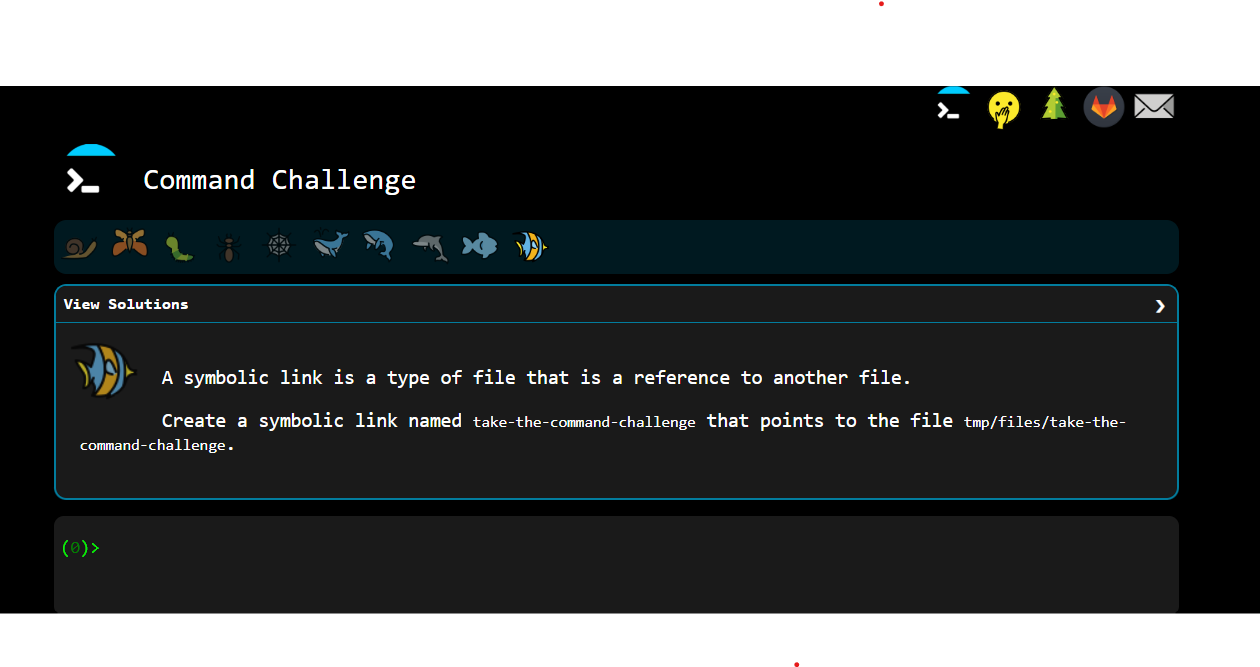 Command Challenge
View Solutions
A symbolic link is a type of file that is a reference to another file.
Create a symbolic link named take-the-command-challenge that points to the file tmp/files/take-the-
command-challenge.
(0)>